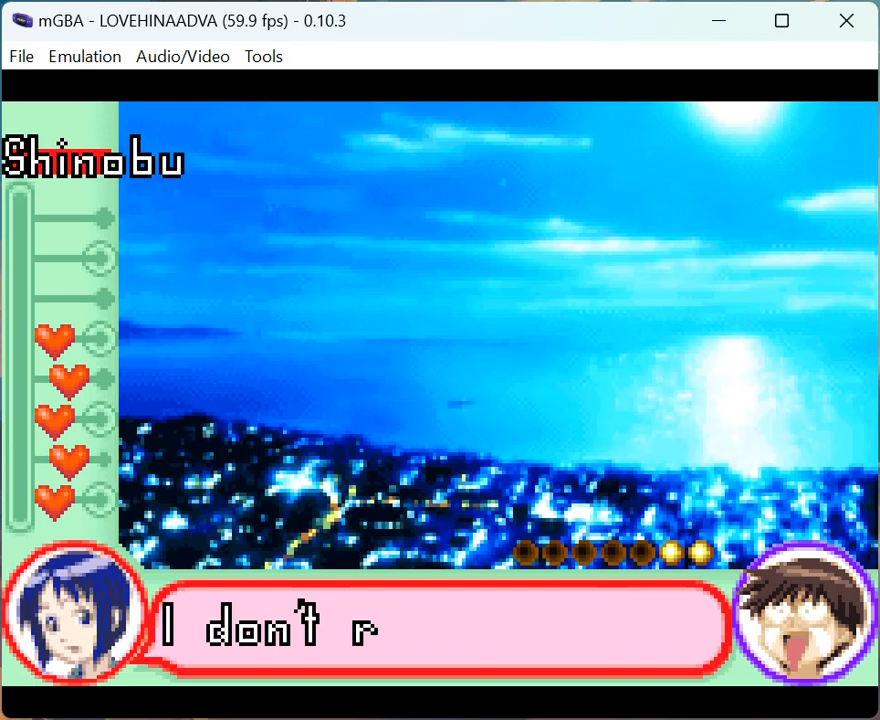 mGBA - LOVEHINAADVA (59.9 fps) - 0.10.3
File Emulation Audio/Video Tools
Shinobu
I don't r